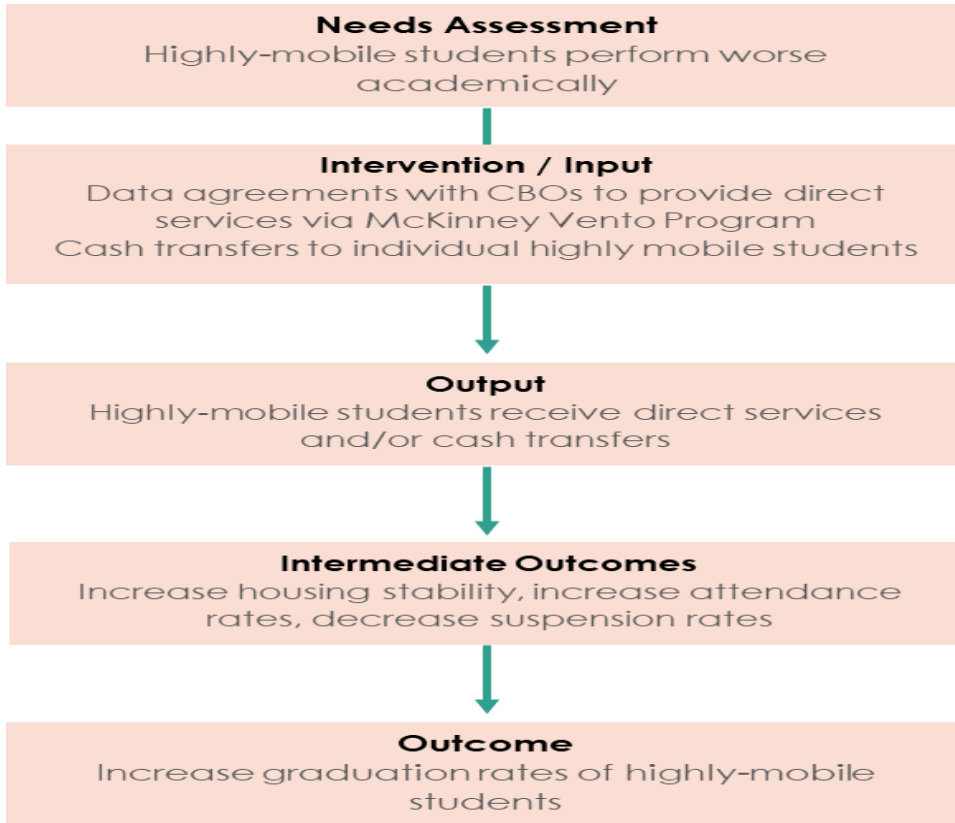 Needs Assessment
Highly-mobile students perform worse
academically
Intervention / Input
Data agreements with CBOs to provide direct
services via McKinney Vento Program
Cash transfers to individual highly mobile students
Output
Highly-mobile students receive direct services
and/or cash transfers
Intermediate Outcomes
Increase housing stability, increase attendance
rates, decrease suspension rates
Outcome
Increase graduation rates of highly-mobile
students